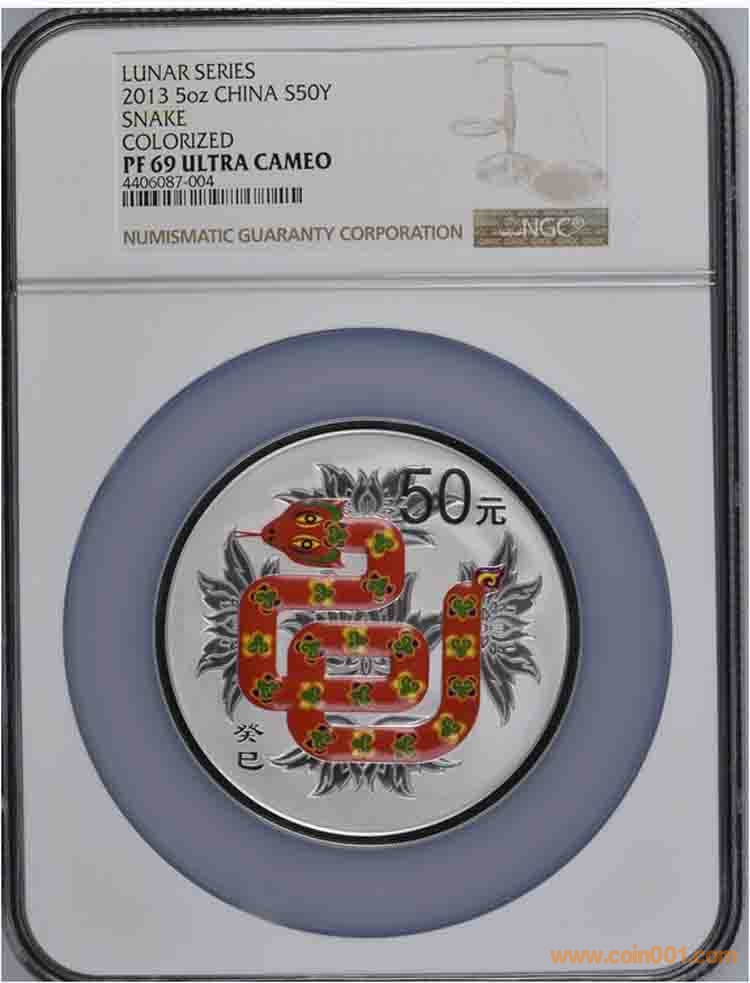 LUNAR SERIES
2013 5oz CHINA S50Y
SNAKE
COLORIZED
PF 69 ULTRA CAMEO
4406087-004
NUMISMATIC GUARANTY CORPORATION
NGC®
50元
癸
巳
www.coin001.com